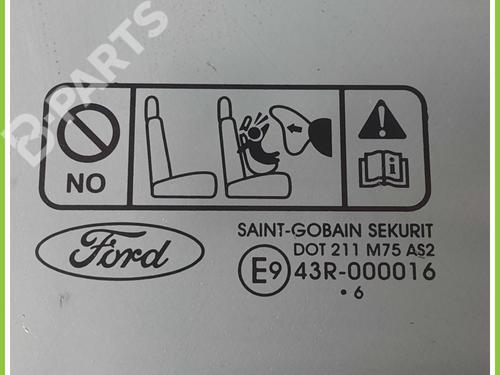 B-PARTS
NO
i
Ford
SAINT-GOBAIN SEKURIT
DOT 211 M75 AS2
E9 43R-000016
.6